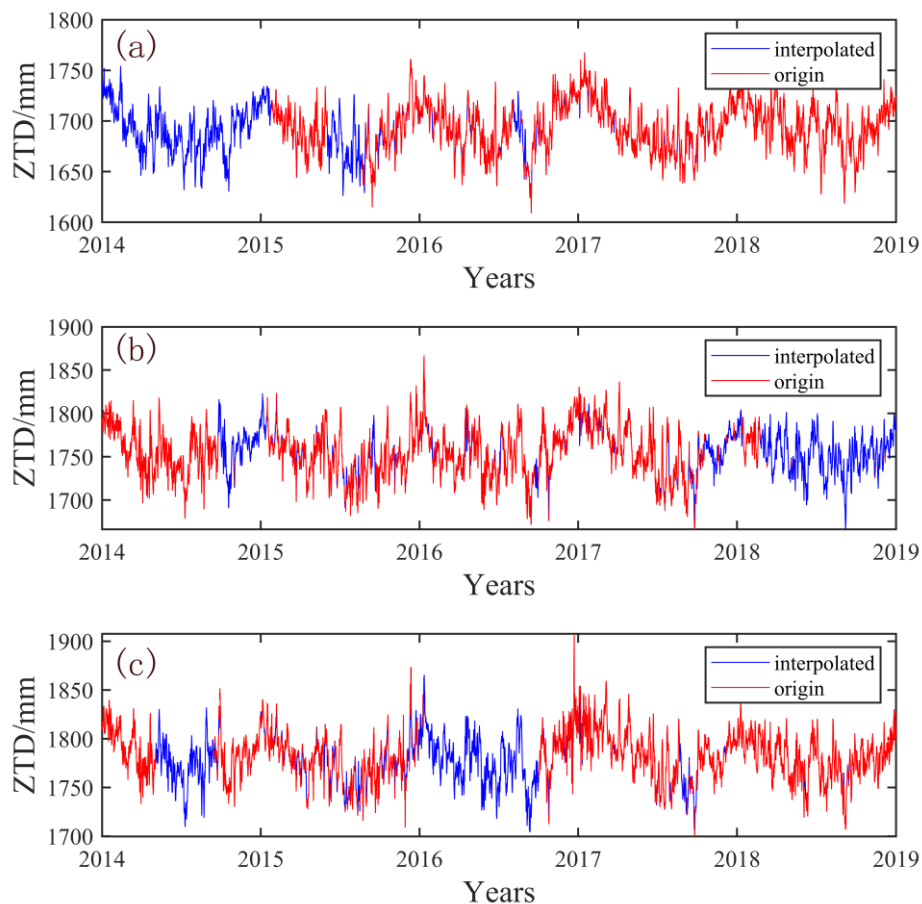 (a)
1800
1750
1700
1650
1600
ZTD/mm
interpolated
origin
2014 2015 2016 2017 2018 2019
Years
(b)
1900
1850
1800
1750
1700
ZTD/mm
interpolated
origin
2014 2015 2016 2017 2018 2019
Years
(c)
1900
1850
1800
1750
1700
ZTD/mm
interpolated
origin
2014 2015 2016 2017 2018 2019
Years